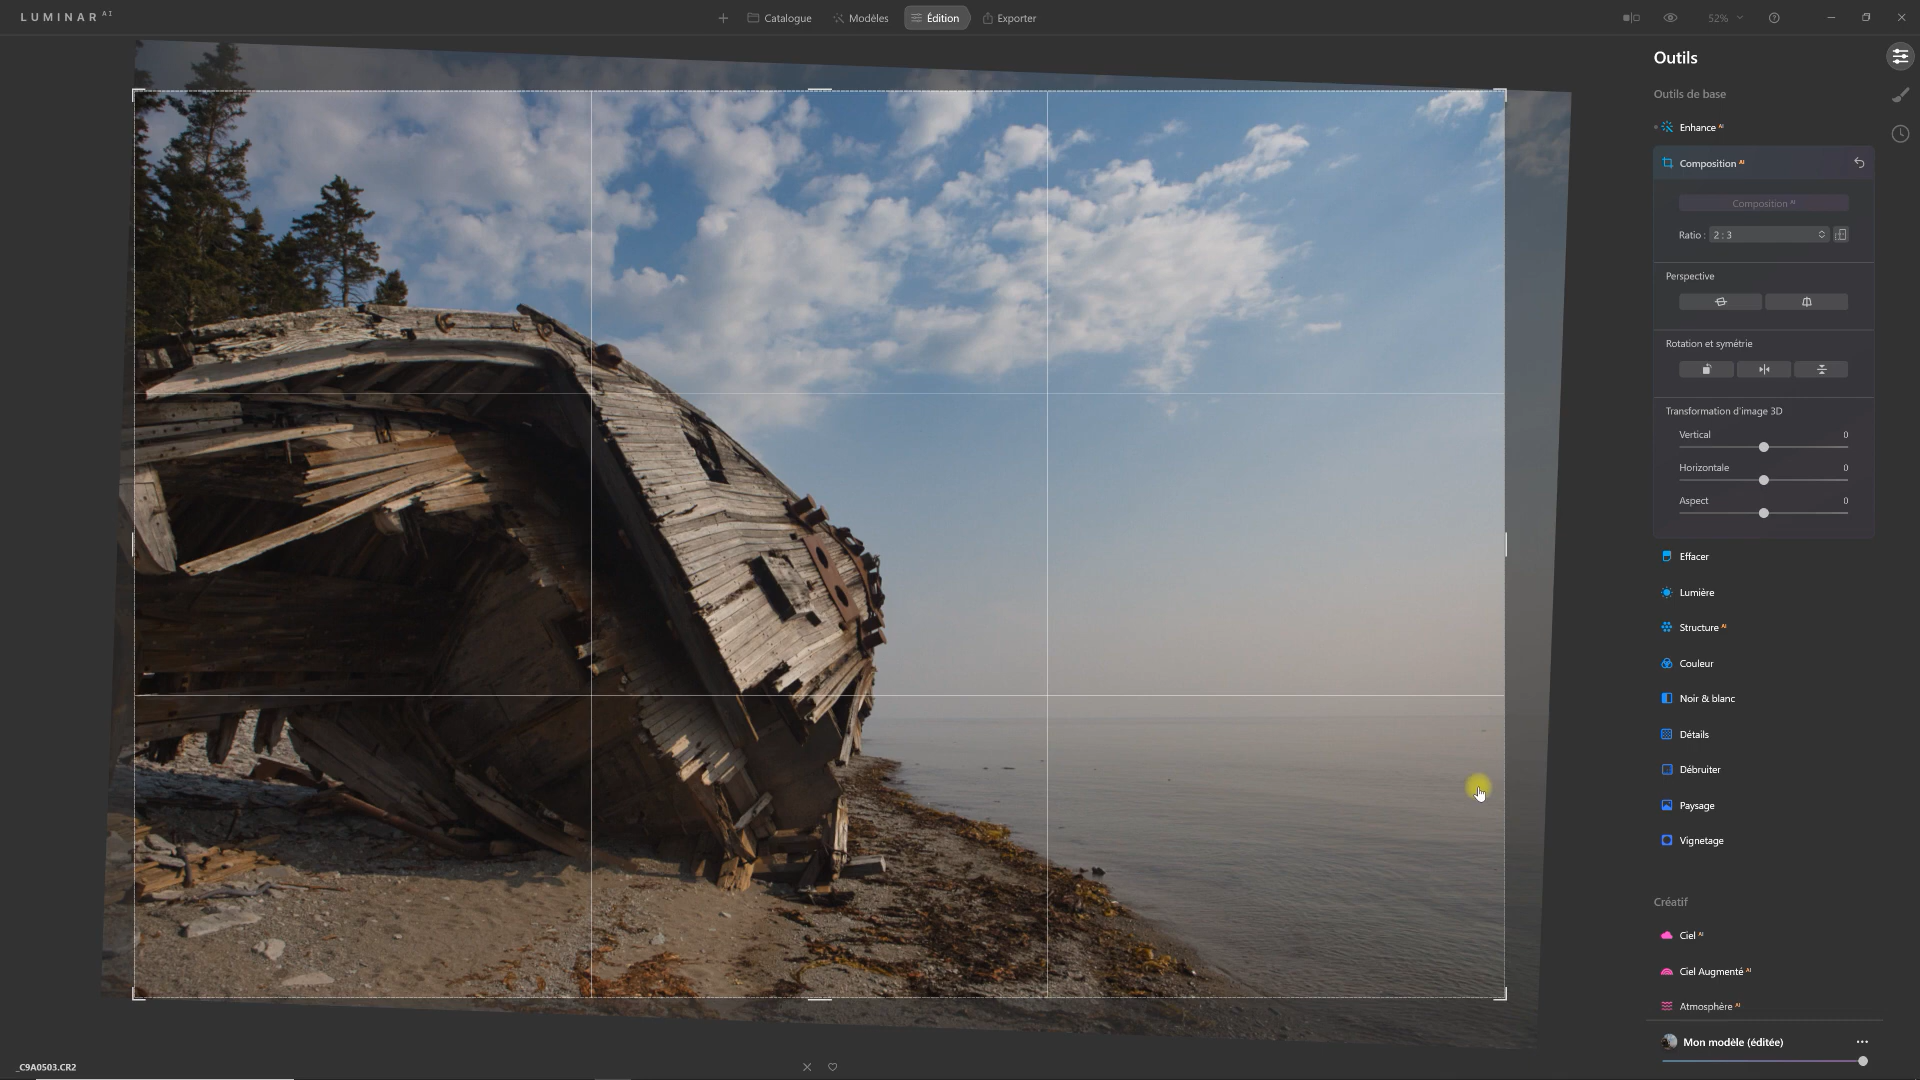 LUMINAR AI
Catalogue
Modèles
Édition
Exporter
52%
Outils
Outils de base
Enhance AI
Composition AI
Composition AI
Ratio : 2 : 3
Perspective
Rotation et symétrie
Transformation d'image 3D
Vertical 0
Horizontale 0
Aspect 0
Effacer
Lumière
Structure AI
Couleur
Noir & blanc
Détails
Débruiter
Paysage
Vignetage
Créatif
Ciel AI
Ciel Augmenté AI
Atmosphère AI
Mon modèle (éditée)
_C9A0503.CR2